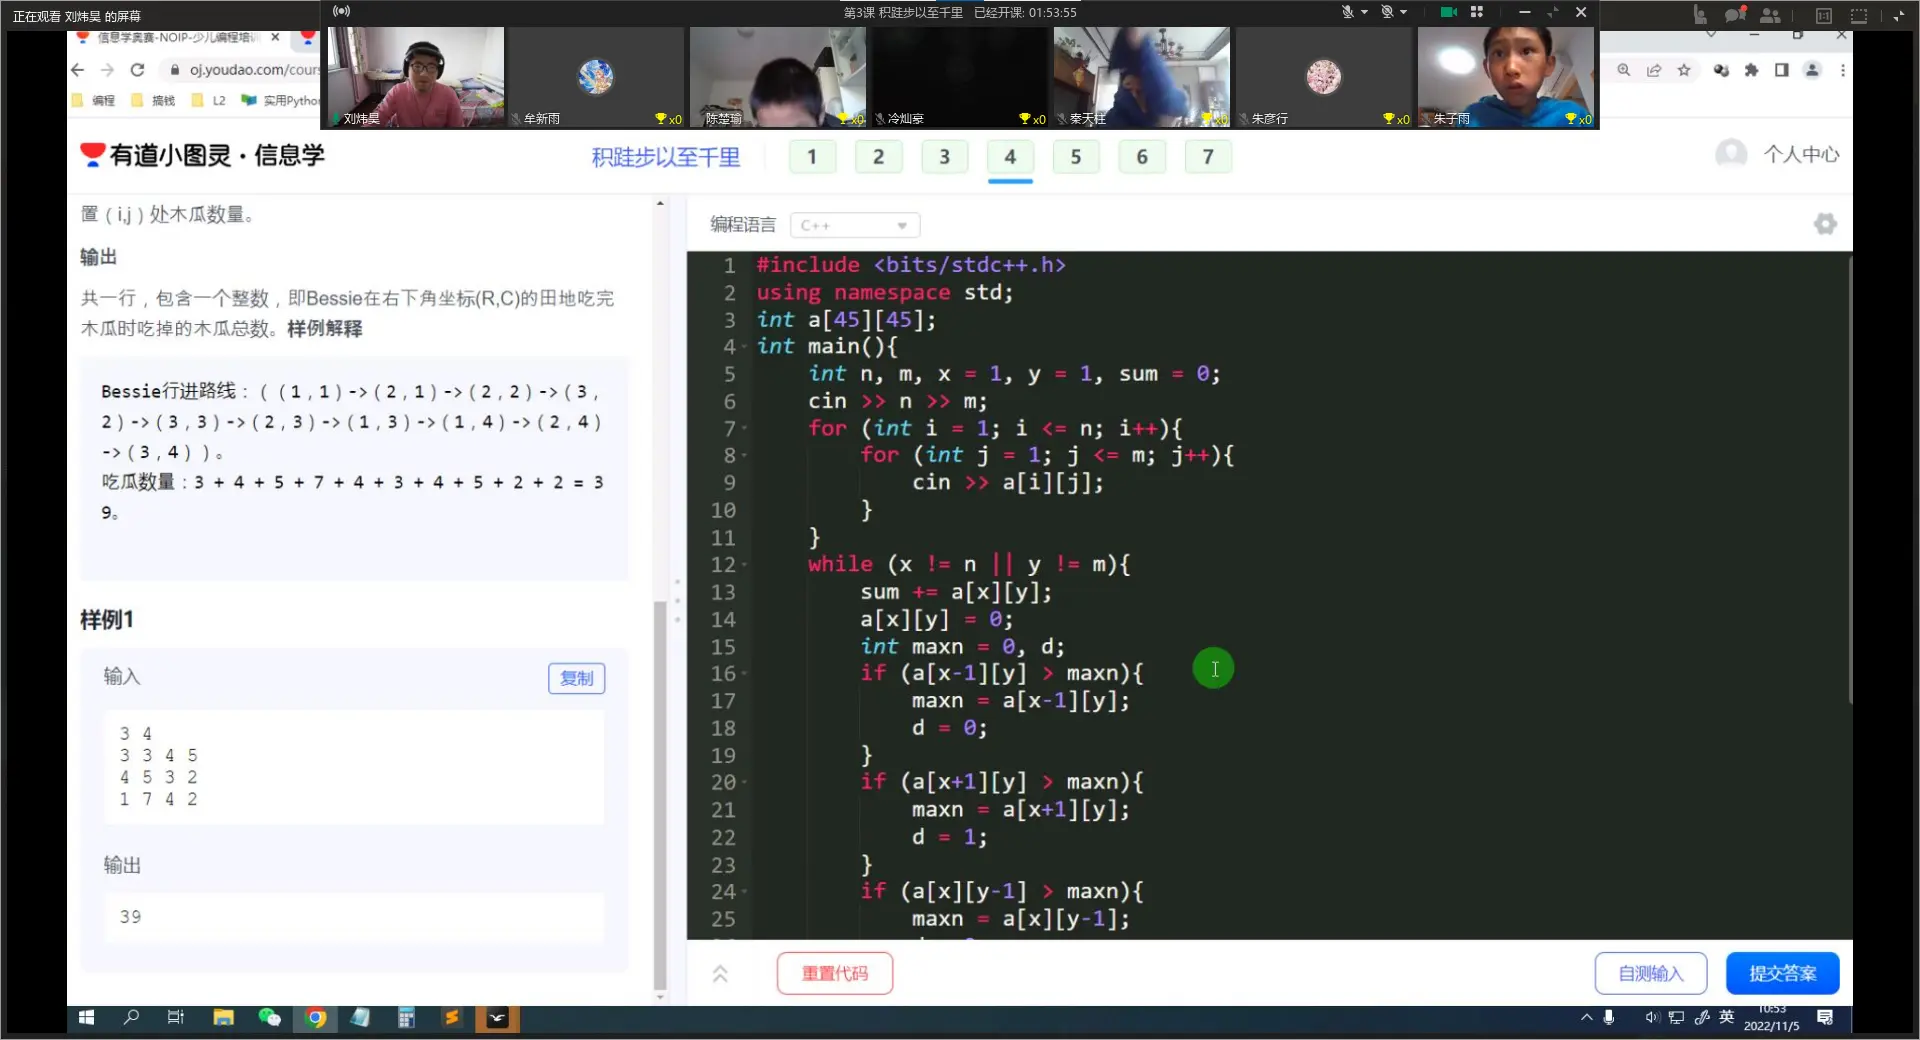 正在观看 刘炜昊 的屏幕
第3课 积跬步以至千里 已经开课: 01:53:55
信息学奥赛-NOIP-少儿编程培训
oj.youdao.com/cours
编程
搞钱
L2
实用Python
刘炜昊
牟新雨
x0
陈楚瑜
x0
冷灿豪
x0
秦天柱
x0
朱彦行
x0
朱子雨
x0
有道小图灵·信息学
积跬步以至千里
1
2
3
4
5
6
7
个人中心
置 ( i,j ) 处木瓜数量。
输出
共一行，包含一个整数，即Bessie在右下角坐标(R,C)的田地吃完
木瓜时吃掉的木瓜总数。样例解释
Bessie行进路线：( (1,1)->(2,1)->(2,2)->(3,
2)->(3,3)->(2,3)->(1,3)->(1,4)->(2,4)
->(3,4) ) 。
吃瓜数量：3 + 4 + 5 + 7 + 4 + 3 + 4 + 5 + 2 + 2 = 3
9。
样例1
输入
复制
3 4
3 3 4 5
4 5 3 2
1 7 4 2
输出
39
编程语言
C++
1 #include <bits/stdc++.h>
2 using namespace std;
3 int a[45][45];
4 int main(){
5 int n, m, x = 1, y = 1, sum = 0;
6 cin >> n >> m;
7 for (int i = 1; i <= n; i++){
8 for (int j = 1; j <= m; j++){
9 cin >> a[i][j];
10 }
11 }
12 while (x != n || y != m){
13 sum += a[x][y];
14 a[x][y] = 0;
15 int maxn = 0, d;
16 if (a[x-1][y] > maxn){
17 maxn = a[x-1][y];
18 d = 0;
19 }
20 if (a[x+1][y] > maxn){
21 maxn = a[x+1][y];
22 d = 1;
23 }
24 if (a[x][y-1] > maxn){
25 maxn = a[x][y-1];
重置代码
自测输入
提交答案
英
10:53
2022/11/5